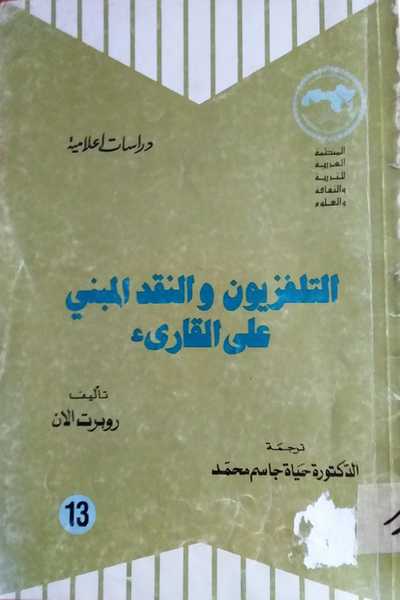 المنظمة
العربية
للتربية
والثقافة
والعلوم
دراسات اعلامية
التلفزيون والنقد المبني
على القارىء
تأليف
روبرت الان
ترجمة
الدكتورة حياة جاسم محمد
13